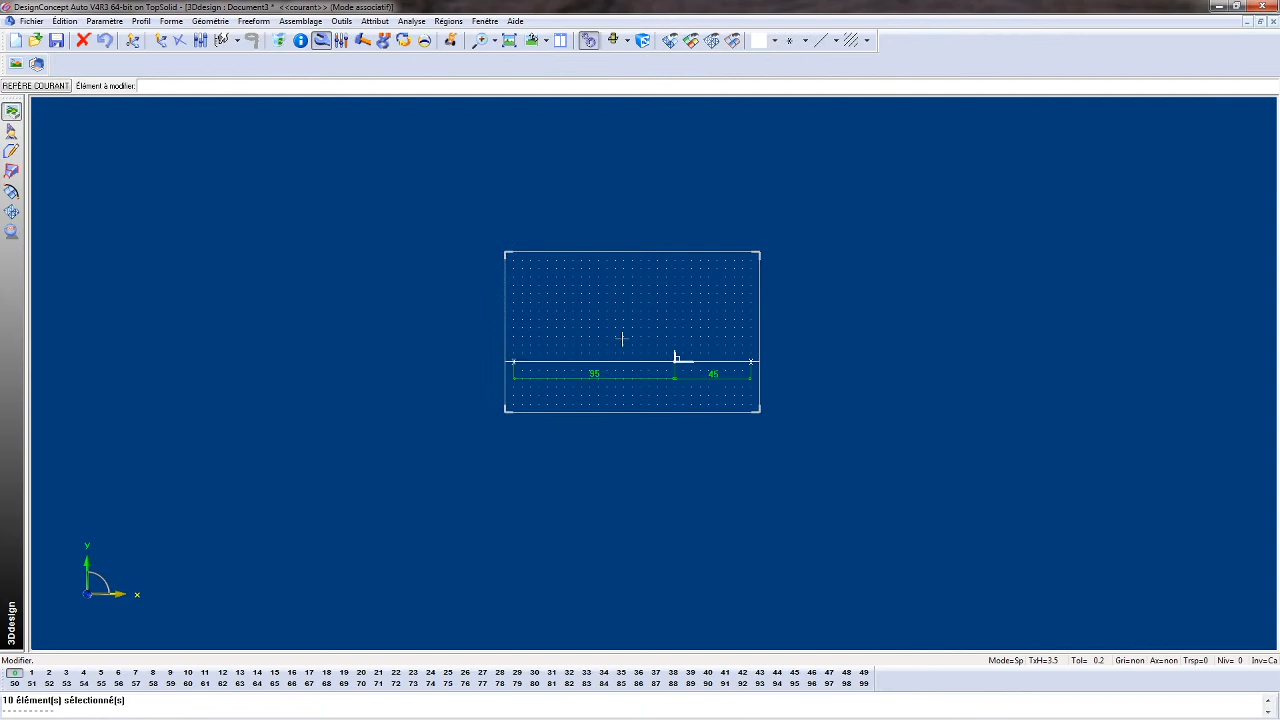 DesignConcept Auto V4R3 64-bit on TopSolid - [3Ddesign : Document3 *   <<courant>> (Mode associatif)]
Fichier Édition Paramètre Profil Forme Géométrie Freeform Assemblage Outils Attribut Analyse Régions Fenêtre Aide
REPÈRE COURANT Élément à modifier:
95 45
y
x
3Ddesign
Modifier. Mode=Sp TxH=3.5 Tol= 0.2 Gri=non Ax=non Trsp=0 Niv= 0 Inv=Ca
0 1 2 3 4 5 6 7 8 9 10 11 12 13 14 15 16 17 18 19 20 21 22 23 24 25 26 27 28 29 30 31 32 33 34 35 36 37 38 39 40 41 42 43 44 45 46 47 48 49
50 51 52 53 54 55 56 57 58 59 60 61 62 63 64 65 66 67 68 69 70 71 72 73 74 75 76 77 78 79 80 81 82 83 84 85 86 87 88 89 90 91 92 93 94 95 96 97 98 99
10 élément(s) sélectionné(s)
----------